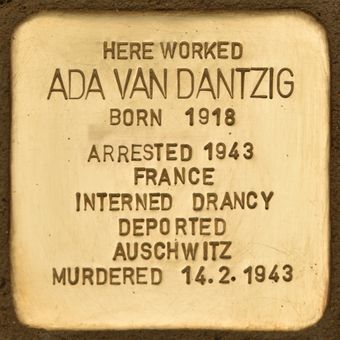 HERE WORKED
ADA VAN DANTZIG
BORN 1918
ARRESTED 1943
FRANCE
INTERNED DRANCY
DEPORTED
AUSCHWITZ
MURDERED 14.2.1943